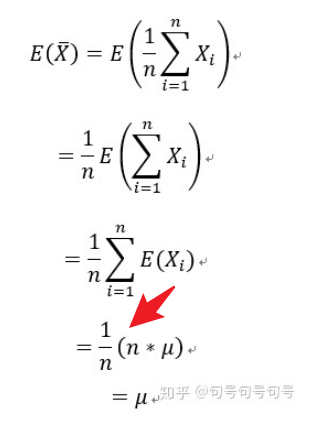 E(X̄) = E(1/n ∑_{i=1}^{n} X_i)↵
= 1/n E(∑_{i=1}^{n} X_i)↵
= 1/n ∑_{i=1}^{n} E(X_i)↵
= 1/n (n * μ)↵
= μ↵
知乎 @句号句号句号